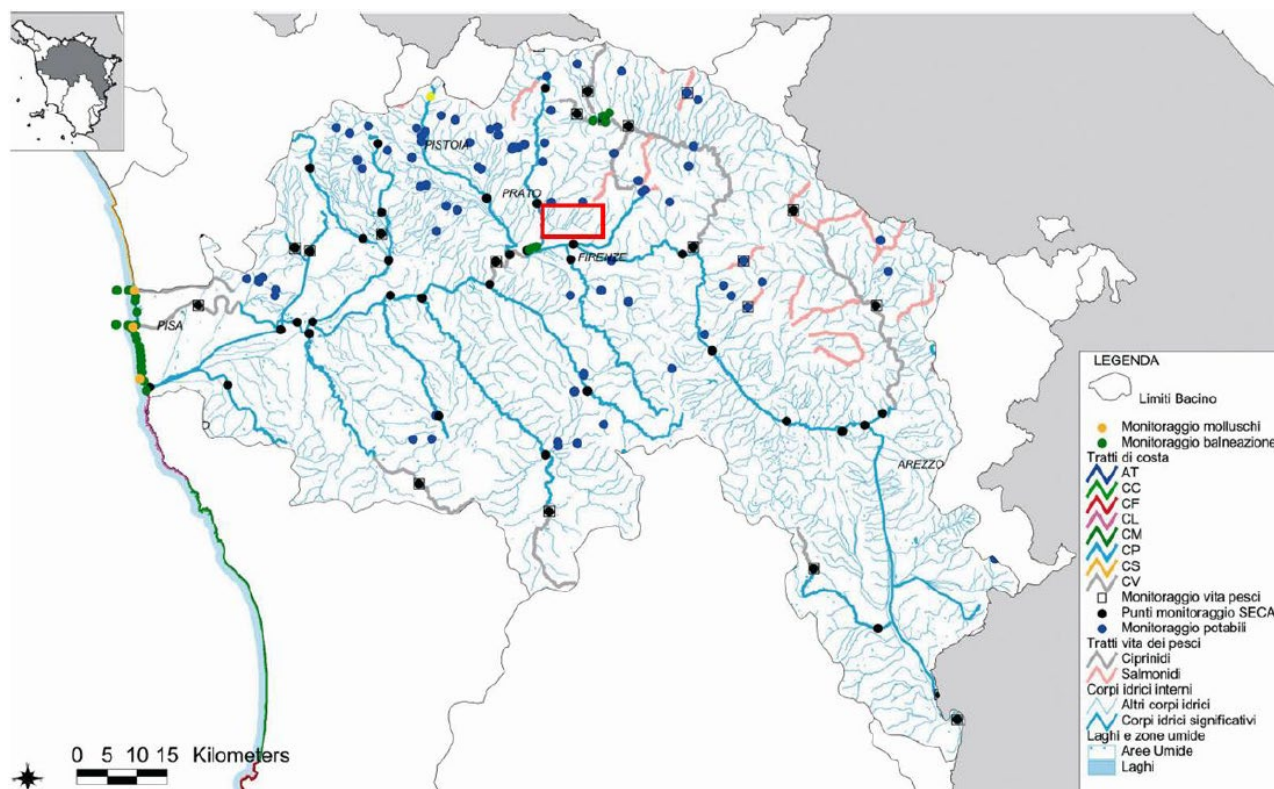 PISTOIA
PRATO
FIRENZE
PISA
AREZZO
LEGENDA
Limiti Bacino
Monitoraggio molluschi
Monitoraggio balneazione
Tratti di costa
AT
CC
CF
CL
CM
CP
CS
CV
Monitoraggio vita pesci
Punti monitoraggio SECA
Monitoraggio potabili
Tratti vita dei pesci
Ciprinidi
Salmonidi
Corpi idrici interni
Altri corpi idrici
Corpi idrici significativi
Laghi e zone umide
Aree Umide
Laghi
0 5 10 15 Kilometers